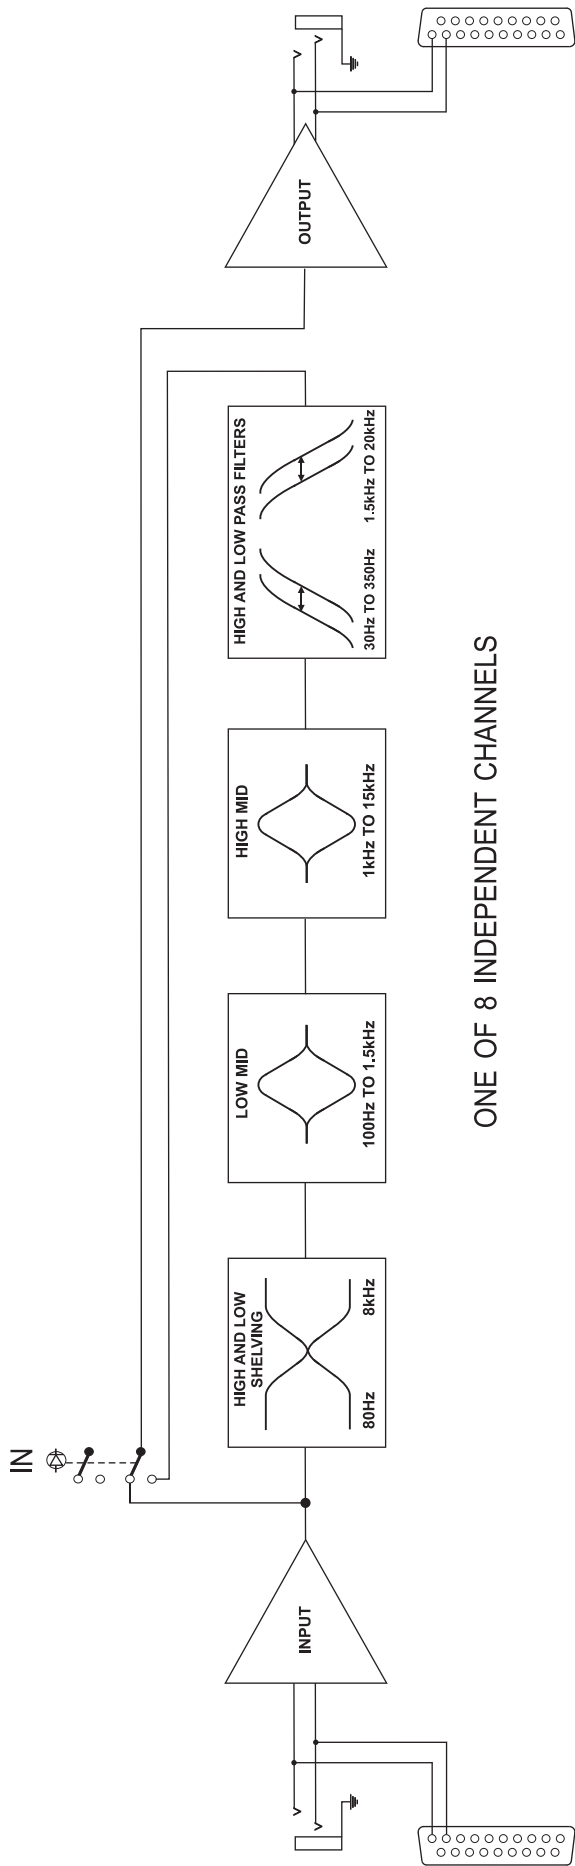 IN
INPUT
HIGH AND LOW
SHELVING
80Hz
8kHz
LOW MID
100Hz TO 1.5kHz
HIGH MID
1kHz TO 15kHz
HIGH AND LOW PASS FILTERS
30Hz TO 350Hz
1.5kHz TO 20kHz
OUTPUT
ONE OF 8 INDEPENDENT CHANNELS